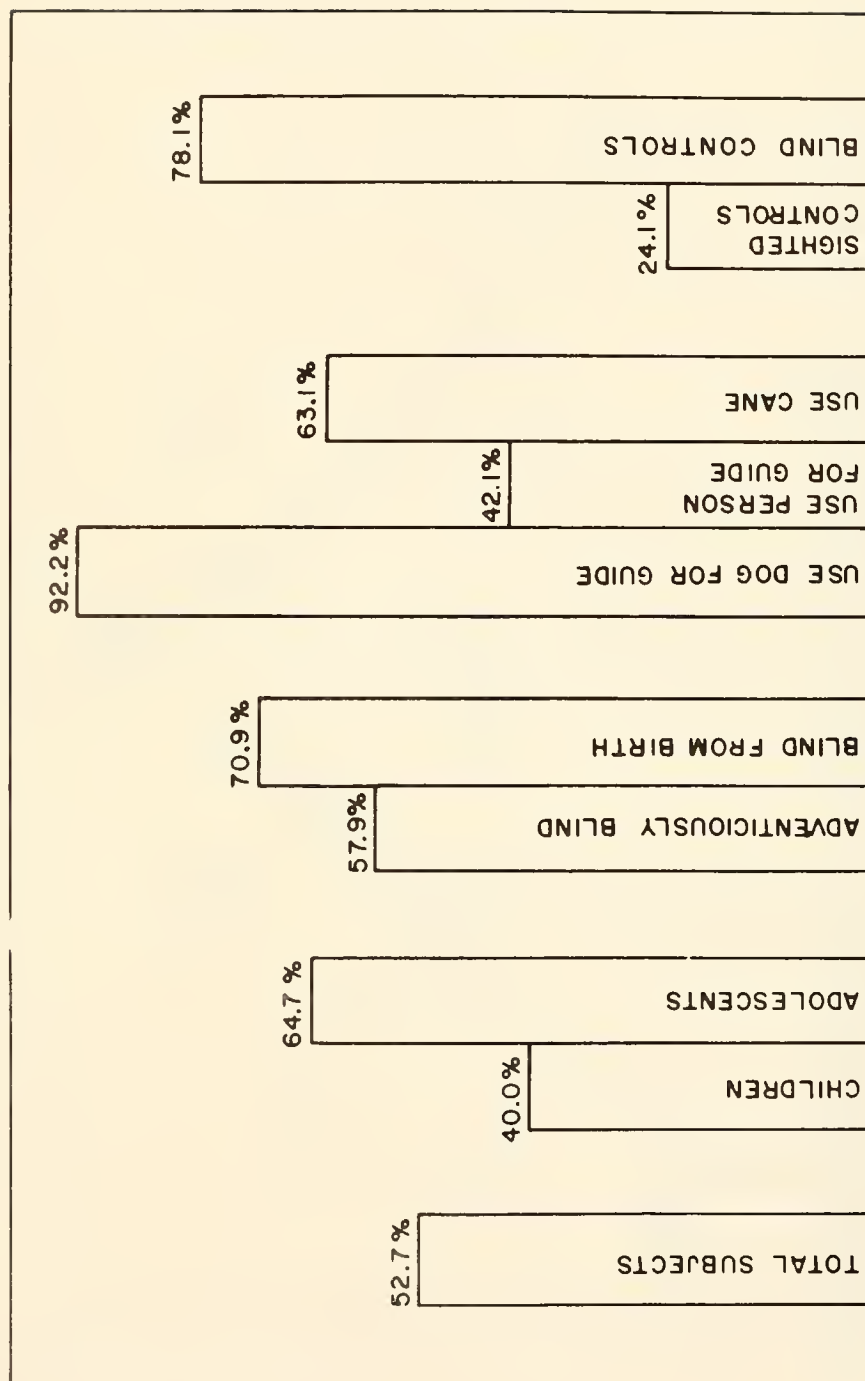 52.7%
TOTAL SUBJECTS
40.0%
CHILDREN
64.7%
ADOLESCENTS
57.9%
ADVENTICIOUSLY BLIND
70.9%
BLIND FROM BIRTH
92.2%
USE DOG FOR GUIDE
42.1%
USE PERSON
FOR GUIDE
63.1%
USE CANE
24.1%
SIGHTED
CONTROLS
78.1%
BLIND CONTROLS